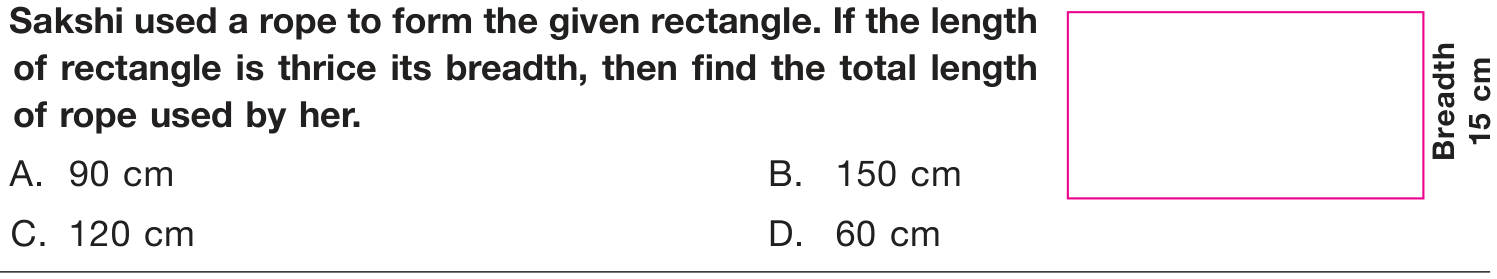 Sakshi used a rope to form the given rectangle. If the length
of rectangle is thrice its breadth, then find the total length
of rope used by her.
A. 90 cm
B. 150 cm
C. 120 cm
D. 60 cm
Breadth
15 cm